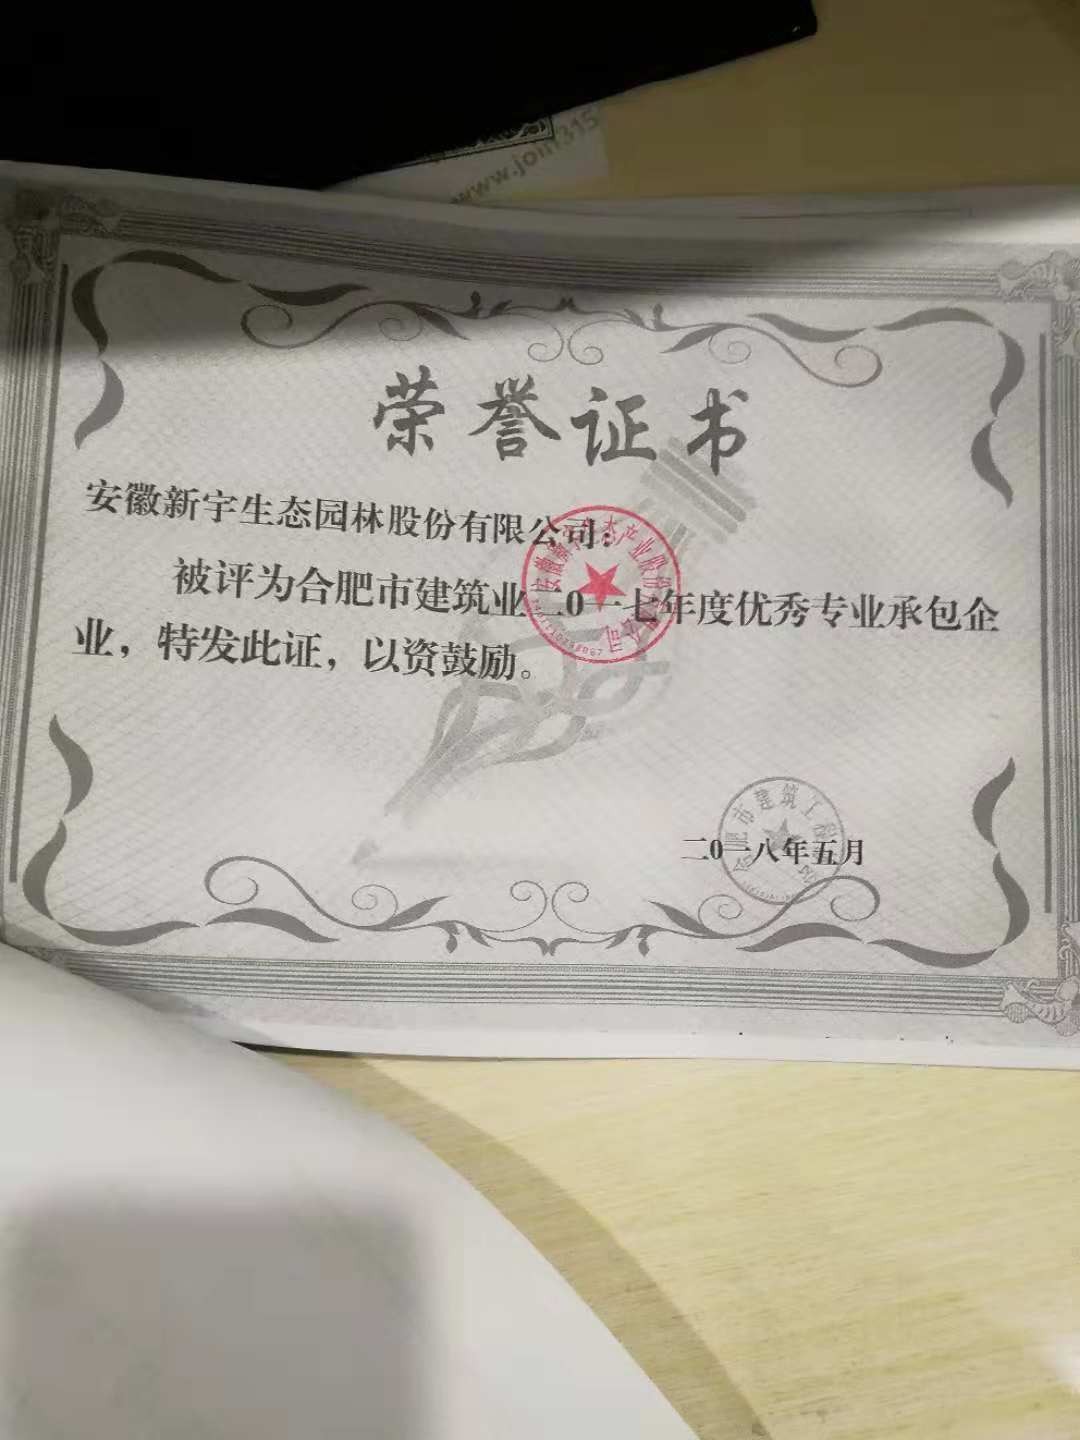 www.join315
荣誉证书
安徽新宇生态园林股份有限公司：
被评为合肥市建筑业二0一七年度优秀专业承包企
业，特发此证，以资鼓励。
二0一八年五月